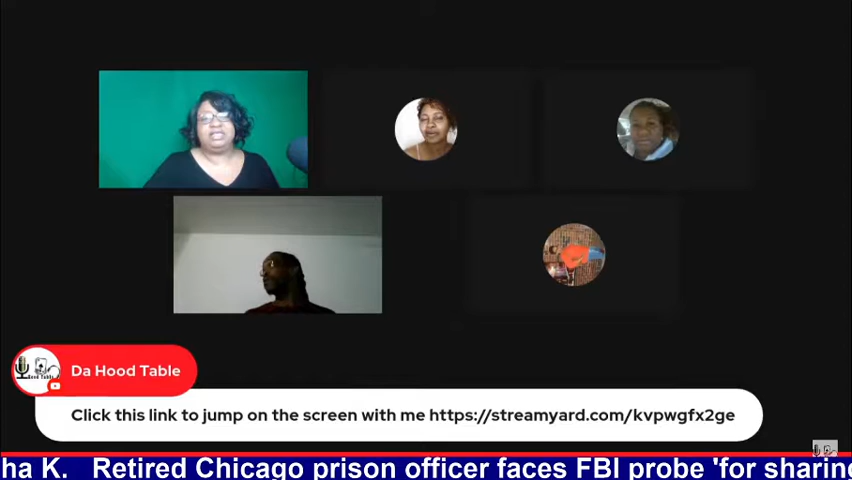 Da Hood Table
Click this link to jump on the screen with me https://streamyard.com/kvpwgfx2ge
ha K. Retired Chicago prison officer faces FBI probe 'for sharing